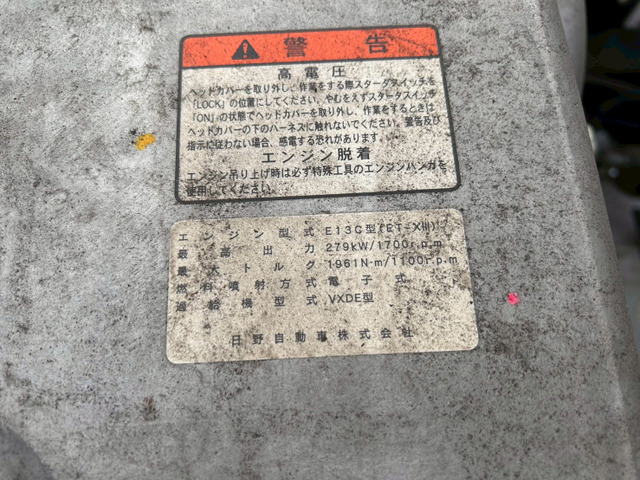 警告
高電圧
ヘッドカバーを取り外し、作業をする際スタータスイッチを
「LOCK」の位置にしてください。やむをえずスタータスイッチ
「ON」の状態でヘッドカバーを取り外し、作業をするときは
ヘッドカバーの下のハーネスに触れないでください。警告及び
指示に従わない場合、感電する恐れがあります。
エンジン脱着
エンジン吊り上げ時は必ず特殊工具のエンジンハンガを
使用してください。
エンジン型式 E13C型(ET-XIII)
最高出力 279kW/1700r.p.m
最大トルク 1961N·m/1100r.p.m
燃料噴射方式 電子式
過給機型式 VXDE型
日野自動車株式会社